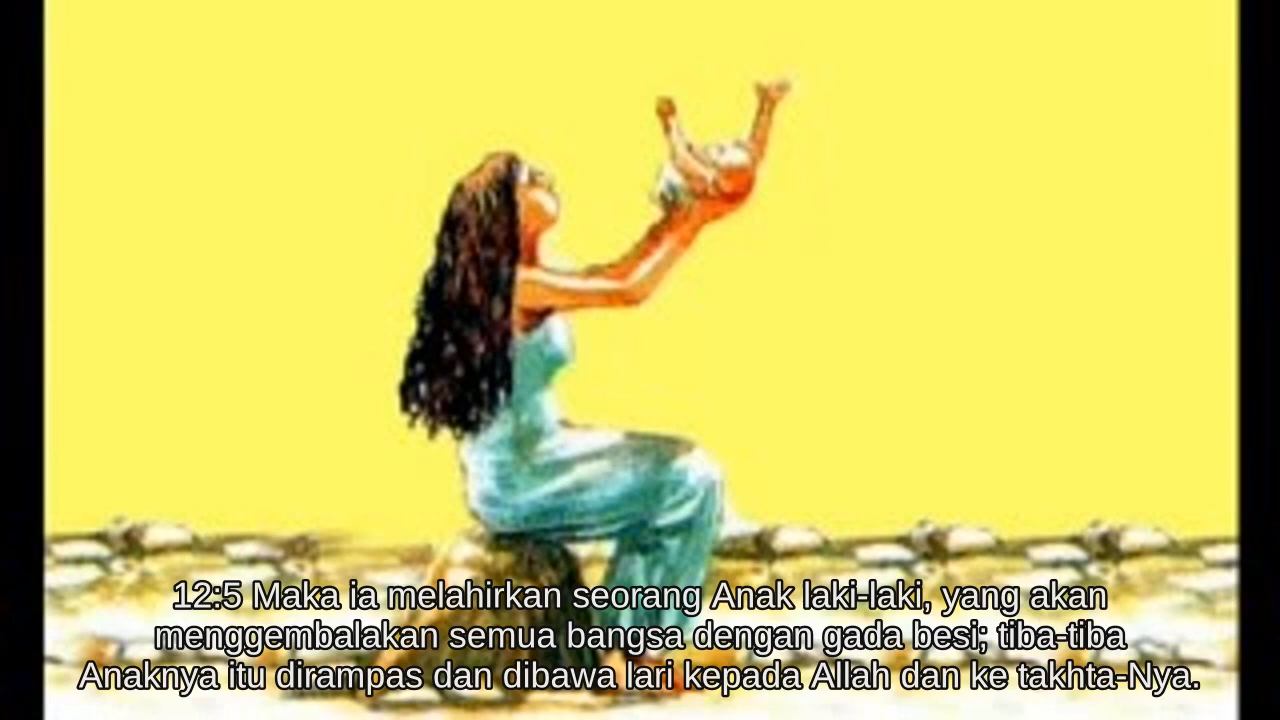 12:5 Maka ia melahirkan seorang Anak laki-laki, yang akan
menggembalakan semua bangsa dengan gada besi; tiba-tiba
Anaknya itu dirampas dan dibawa lari kepada Allah dan ke takhta-Nya.